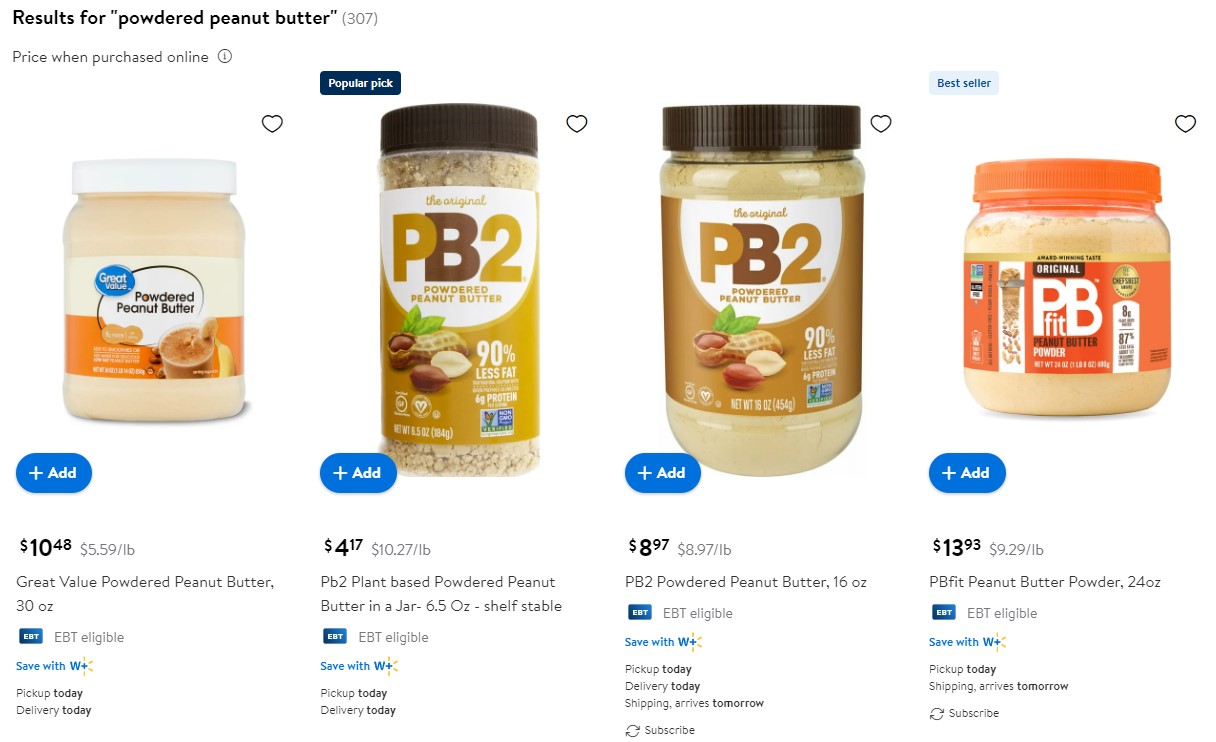 Results for "powdered peanut butter" (307)
Price when purchased online
Great Value
Powdered
Peanut Butter
+ Add
$10.48 $5.59/lb
Great Value Powdered Peanut Butter,
30 oz
EBT EBT eligible
Save with W+
Pickup today
Delivery today
Popular pick
the original
PB2
POWDERED
PEANUT BUTTER
90%
LESS FAT
6g PROTEIN
NON
GMO
VERIFIED
NET WT 6.5 OZ (184g)
+ Add
$4.17 $10.27/lb
Pb2 Plant based Powdered Peanut
Butter in a Jar- 6.5 Oz - shelf stable
EBT EBT eligible
Save with W+
Pickup today
Delivery today
the original
PB2
POWDERED
PEANUT BUTTER
90%
LESS FAT
6g PROTEIN
NET WT 16 OZ (454g)
+ Add
$8.97 $8.97/lb
PB2 Powdered Peanut Butter, 16 oz
EBT EBT eligible
Save with W+
Pickup today
Delivery today
Shipping, arrives tomorrow
Subscribe
Best seller
AWARD-WINNING TASTE
ORIGINAL
PBfit
PEANUT BUTTER
POWDER
8g
87%
NET WT 24 OZ (1 LB 8 OZ) 680g
+ Add
$13.93 $9.29/lb
PBfit Peanut Butter Powder, 24oz
EBT EBT eligible
Save with W+
Pickup today
Shipping, arrives tomorrow
Subscribe